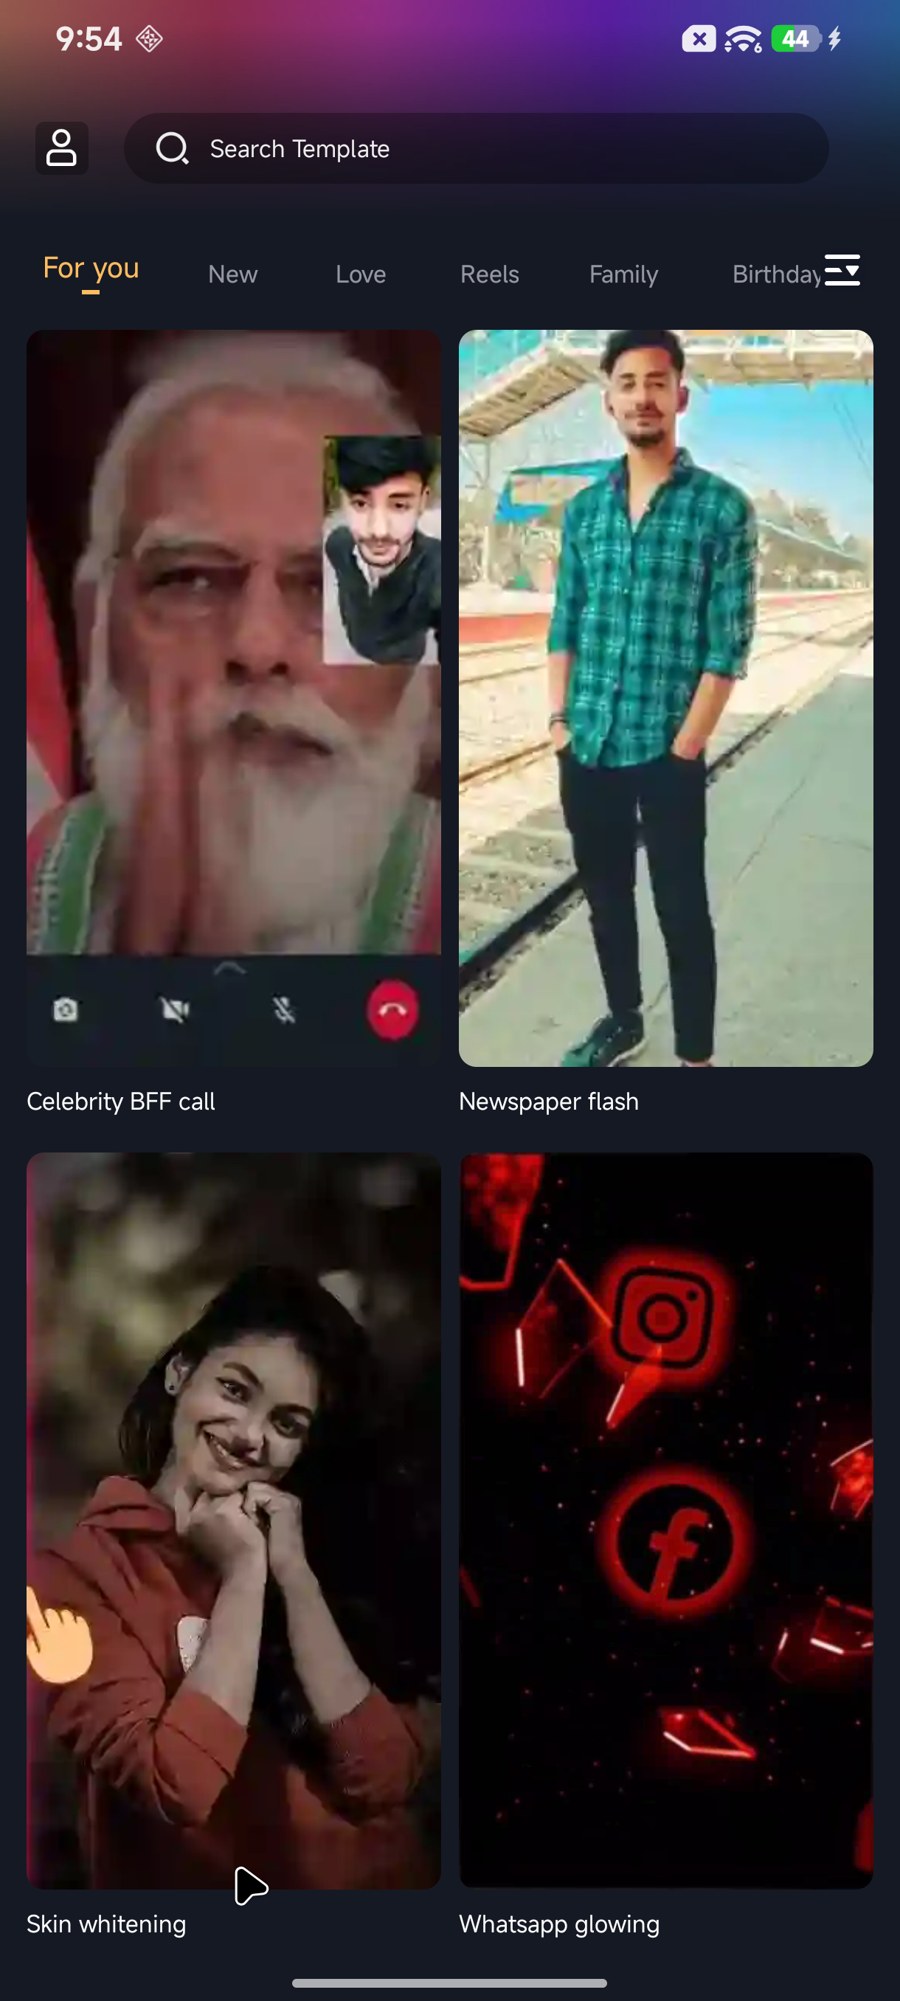 9:54
6
44
Search Template
For you
New
Love
Reels
Family
Birthday
Celebrity BFF call
Newspaper flash
Skin whitening
Whatsapp glowing